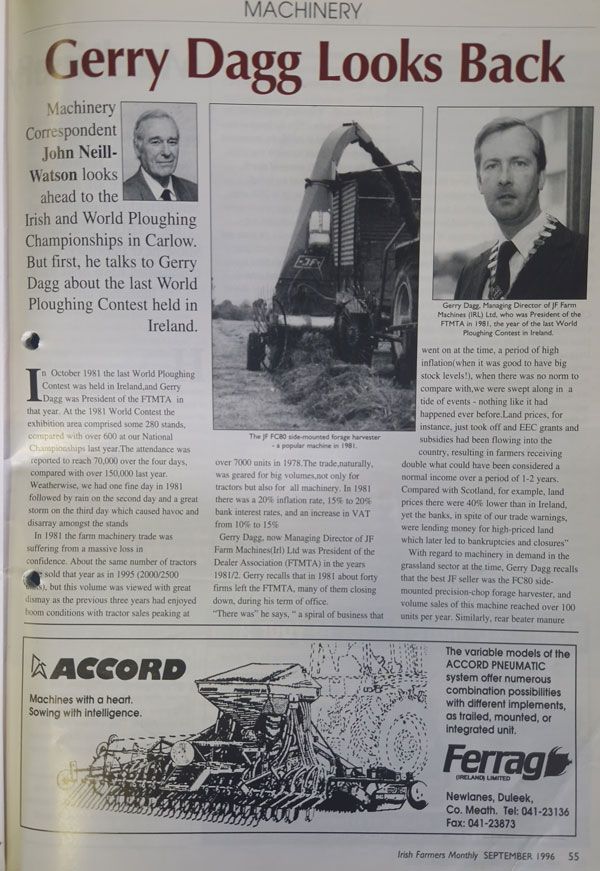 MACHINERY
Gerry Dagg Looks Back
Machinery
Correspondent
John Neill-
Watson looks
ahead to the
Irish and World Ploughing
Championships in Carlow.
But first, he talks to Gerry
Dagg about the last World
Ploughing Contest held in
Ireland.
In October 1981 the last World Ploughing
Contest was held in Ireland,and Gerry
Dagg was President of the FTMTA in
that year. At the 1981 World Contest the
exhibition area comprised some 280 stands,
compared with over 600 at our National
Championships last year.The attendance was
reported to reach 70,000 over the four days,
compared with over 150,000 last year.
Weatherwise, we had one fine day in 1981
followed by rain on the second day and a great
storm on the third day which caused havoc and
disarray amongst the stands
In 1981 the farm machinery trade was
suffering from a massive loss in
confidence. About the same number of tractors
sold that year as in 1995 (2000/2500
but this volume was viewed with great
dismay as the previous three years had enjoyed
boom conditions with tractor sales peaking at
JF
The JF FC80 side-mounted forage harvester
- a popular machine in 1981.
over 7000 units in 1978.The trade,naturally,
was geared for big volumes,not only for
tractors but also for all machinery. In 1981
there was a 20% inflation rate, 15% to 20%
bank interest rates, and an increase in VAT
from 10% to 15%
Gerry Dagg, now Managing Director of JF
Farm Machines(Irl) Ltd was President of the
Dealer Association (FTMTA) in the years
1981/2. Gerry recalls that in 1981 about forty
firms left the FTMTA, many of them closing
down, during his term of office.
"There was" he says, " a spiral of business that
Gerry Dagg, Managing Director of JF Farm
Machines (IRL) Ltd, who was President of the
FTMTA in 1981, the year of the last World
Ploughing Contest in Ireland.
went on at the time, a period of high
inflation(when it was good to have big
stock levels!), when there was no norm to
compare with,we were swept along in a
tide of events - nothing like it had
happened ever before.Land prices, for
instance, just took off and EEC grants and
subsidies had been flowing into the
country, resulting in farmers receiving
double what could have been considered a
normal income over a period of 1-2 years.
Compared with Scotland, for example, land
prices there were 40% lower than in Ireland,
yet the banks, in spite of our trade warnings,
were lending money for high-priced land
which later led to bankruptcies and closures"
With regard to machinery in demand in the
grassland sector at the time, Gerry Dagg recalls
that the best JF seller was the FC80 side-
mounted precision-chop forage harvester, and
volume sales of this machine reached over 100
units per year. Similarly, rear beater manure
ACCORD
Machines with a heart.
Sowing with intelligence.
The variable models of the
ACCORD PNEUMATIC
system offer numerous
combination possibilities
with different implements,
as trailed, mounted, or
integrated unit.
Ferrag
(IRELAND) LIMITED
Newlanes, Duleek,
Co. Meath. Tel: 041-23136
Fax: 041-23873
Irish Farmers Monthly SEPTEMBER 1996 55